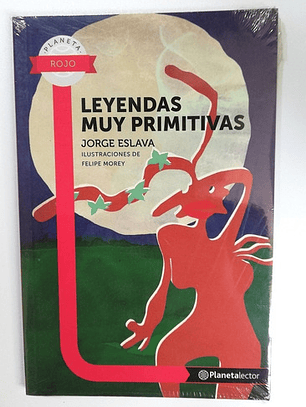 PLANETA
ROJO
LEYENDAS
MUY PRIMITIVAS
JORGE ESLAVA
ILUSTRACIONES DE
FELIPE MOREY
Planetalector